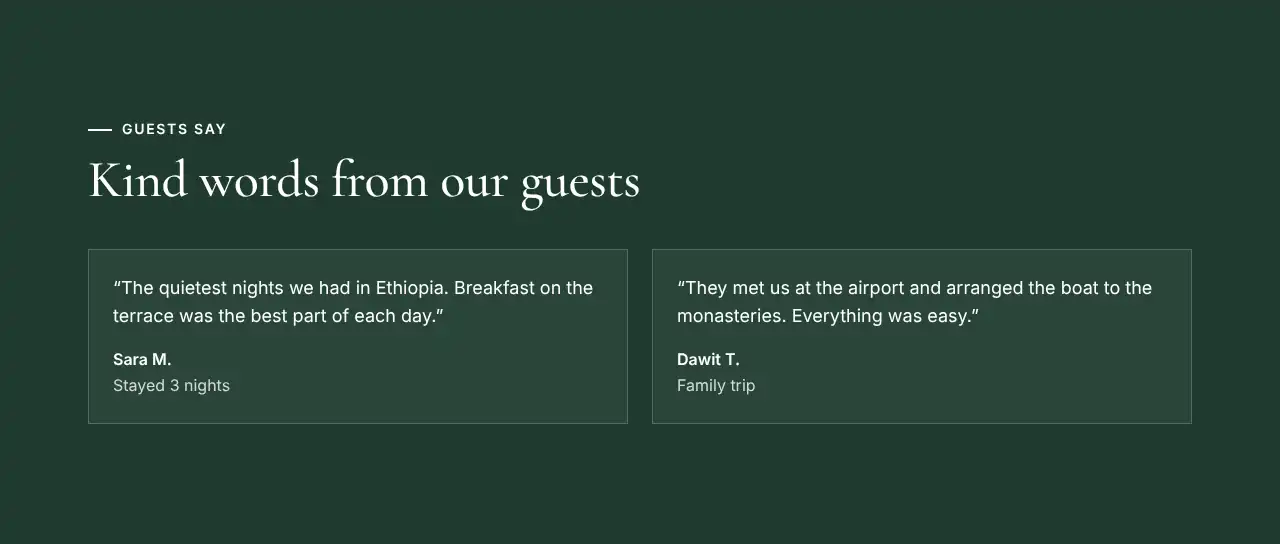 GUESTS SAY
Kind words from our guests
“The quietest nights we had in Ethiopia. Breakfast on the
terrace was the best part of each day.”
Sara M.
Stayed 3 nights
“They met us at the airport and arranged the boat to the
monasteries. Everything was easy.”
Dawit T.
Family trip